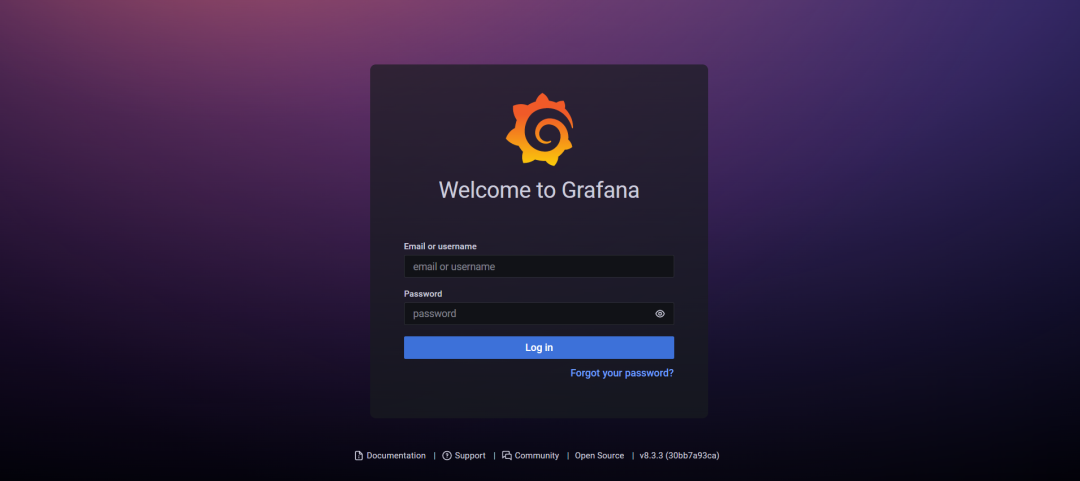 Welcome to Grafana
Email or username
email or username
Password
password
Log in
Forgot your password?
Documentation | Support | Community | Open Source | v8.3.3 (30bb7a93ca)